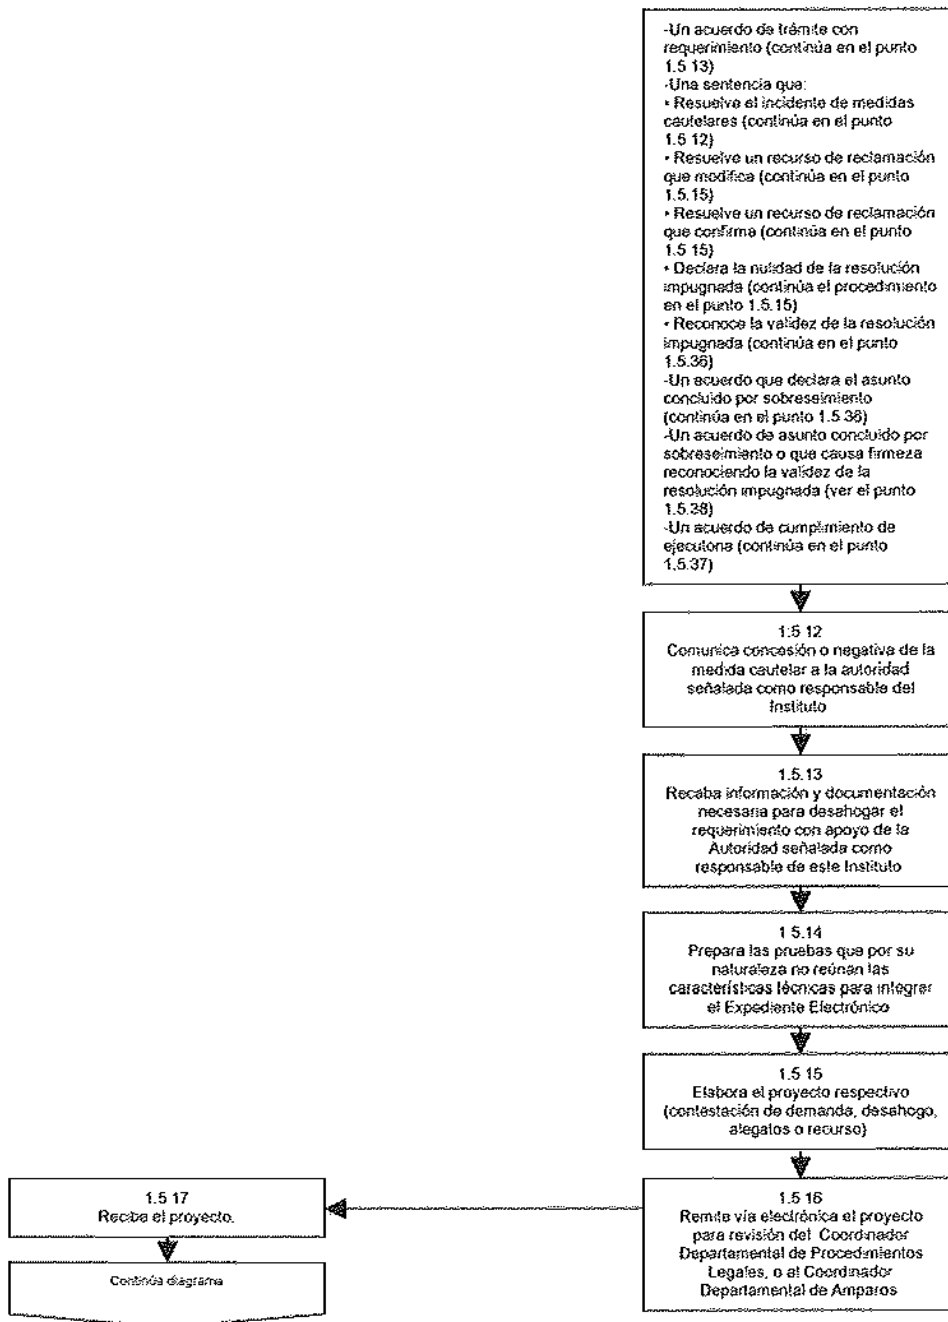 -Un acuerdo de trámite con
requerimiento (continúa en el punto
1.5 13)
-Una sentencia que:
• Resuelve el incidente de medidas
cautelares (continúa en el punto
1.5 12)
• Resuelve un recurso de reclamación
que modifica (continúa en el punto
1.5.15)
• Resuelve un recurso de reclamación
que confirma (continúa en el punto
1.5 15)
• Declara la nulidad de la resolución
impugnada (continúa el procedimiento
en el punto 1.5.15)
• Reconoce la validez de la resolución
impugnada (continúa en el punto
1.5.36)
-Un acuerdo que declara el asunto
concluido por sobreseimiento
(continúa en el punto 1.5.36)
-Un acuerdo de asunto concluido por
sobreseimiento o que causa firmeza
reconociendo la validez de la
resolución impugnada (ver el punto
1.5.38)
-Un acuerdo de cumplimiento de
ejecutoria (continúa en el punto
1.5.37)
1.5 12
Comunica concesión o negativa de la
medida cautelar a la autoridad
señalada como responsable del
Instituto
1.5.13
Recaba información y documentación
necesaria para desahogar el
requerimiento con apoyo de la
Autoridad señalada como
responsable de este Instituto
1 5.14
Prepara las pruebas que por su
naturaleza no reúnan las
características técnicas para integrar
el Expediente Electrónico
1.5 15
Elabora el proyecto respectivo
(contestación de demanda, desahogo,
alegatos o recurso)
1.5 16
Remite vía electrónica el proyecto
para revisión del Coordinador
Departamental de Procedimientos
Legales, o al Coordinador
Departamental de Amparos
1.5 17
Recibe el proyecto.
Continúa diagrama